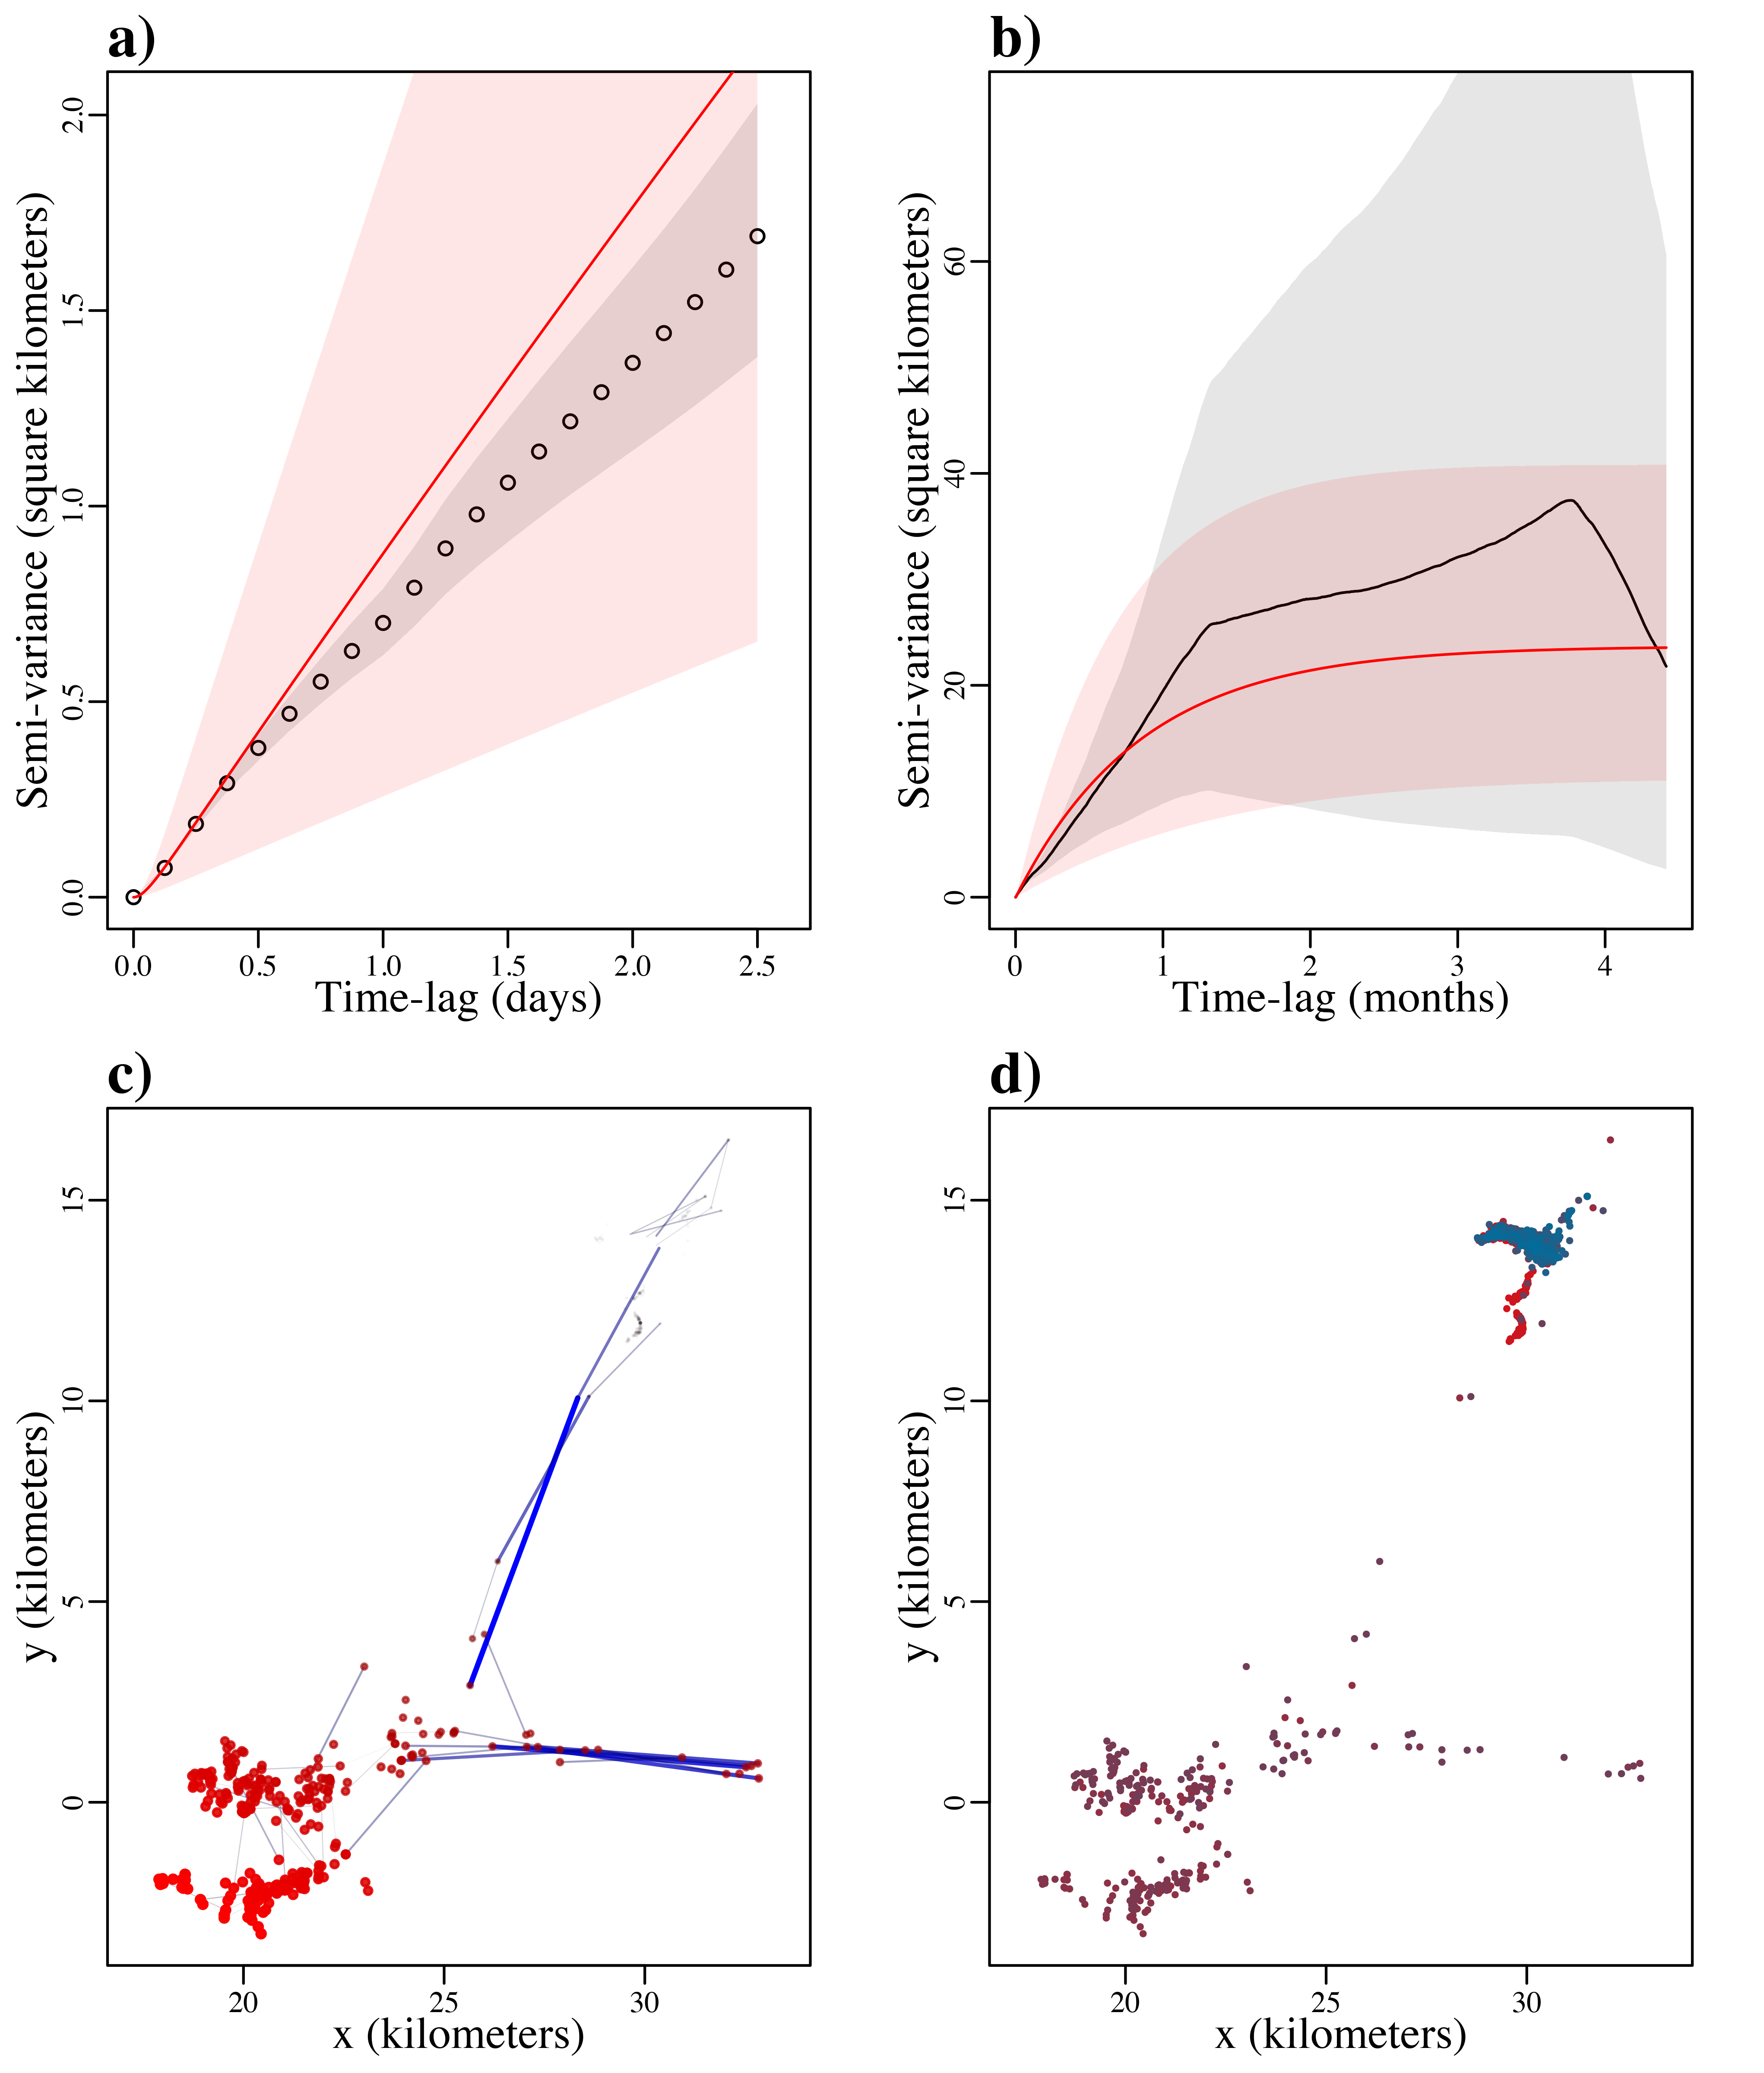 a)
Semi-variance (square kilometers)
2.0
1.5
1.0
0.5
0.0
0.0 0.5 1.0 1.5 2.0 2.5
Time-lag (days)
b)
Semi-variance (square kilometers)
60
40
20
0
0 1 2 3 4
Time-lag (months)
c)
y (kilometers)
15
10
5
0
20 25 30
x (kilometers)
d)
y (kilometers)
15
10
5
0
20 25 30
x (kilometers)